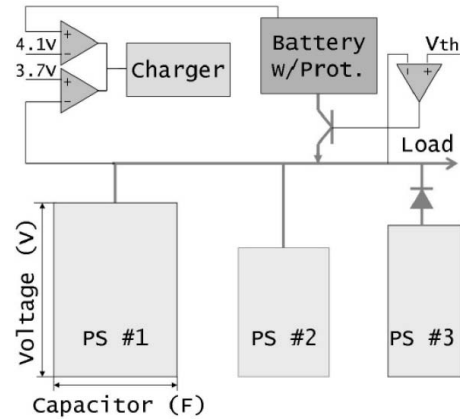 Battery
W/Prot.
Vth
4.1V
3.7V
Charger
+
-
+
-
-
+
Load
Voltage (V)
PS #1
PS #2
PS #3
Capacitor (F)